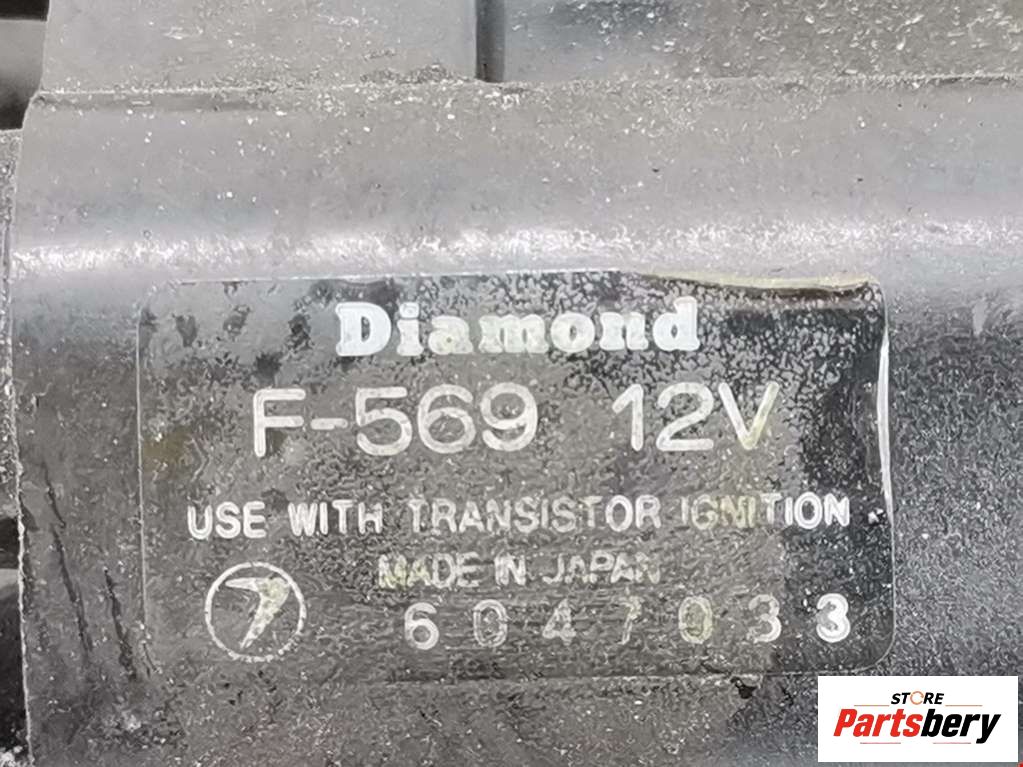 Diamond
F-569 12V
USE WITH TRANSISTOR IGNITION
MADE IN JAPAN
6047033
STORE
Partsbery